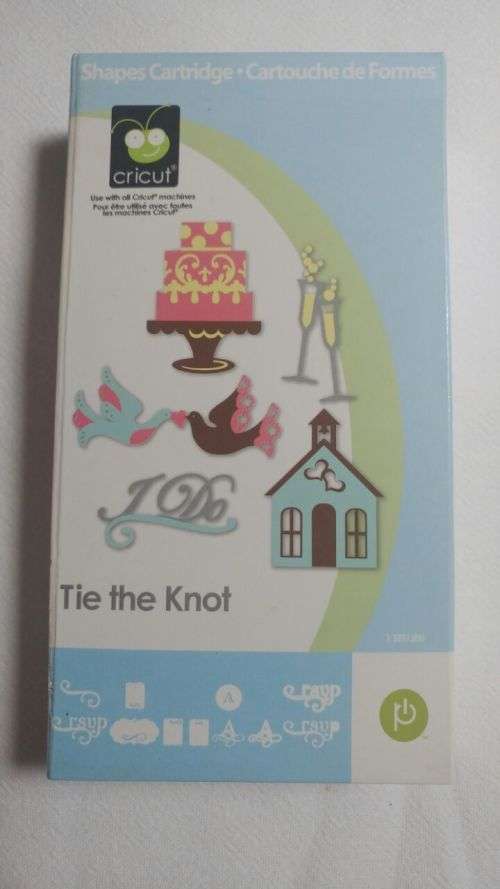 Shapes Cartridge • Cartouche de Formes
cricut®
Use with all Cricut® machines
Pour être utilisé avec toutes
les machines Cricut®
I Do
Tie the Knot
A
rsvp
rsvp
rsvp